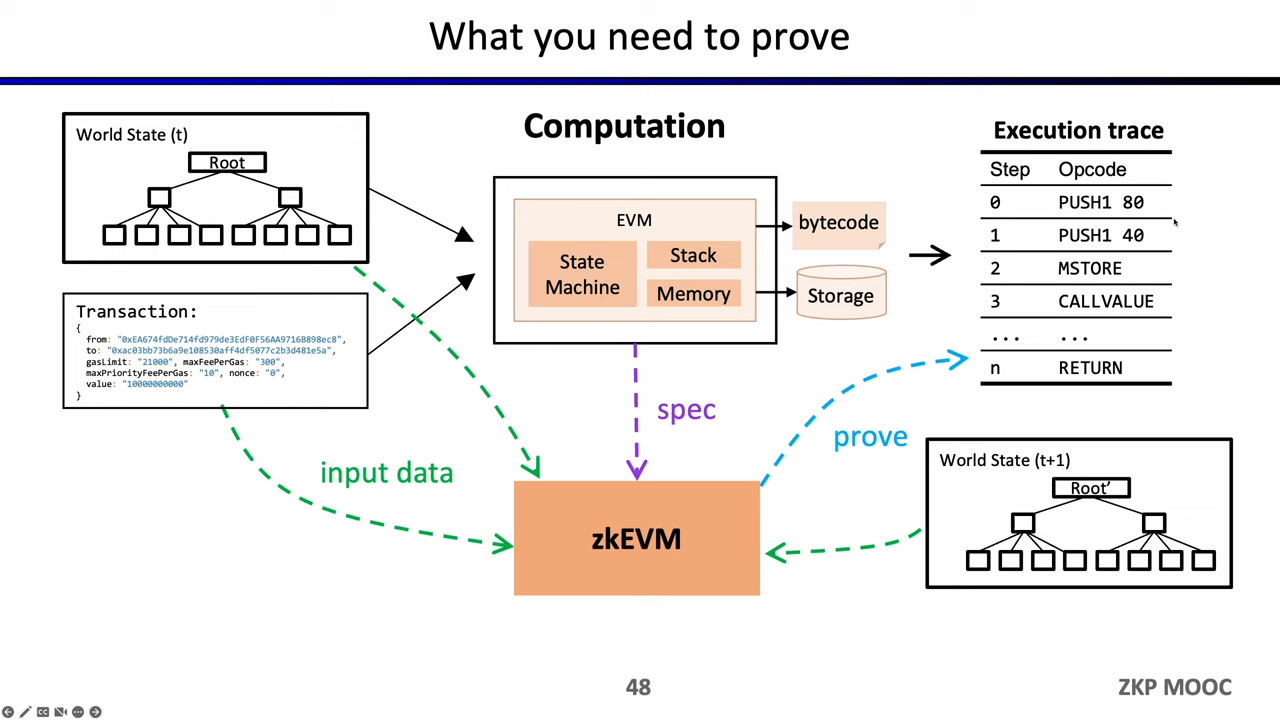 What you need to prove
World State (t)
Root
Transaction:
{
from: "0xEA674fdDe714fd979de3EdF0F56AA9716B898ec8",
to: "0xac03bb73b6a9e108530aff4df5077c2b3d481e5a",
gasLimit: "21000", maxFeePerGas: "300",
maxPriorityFeePerGas: "10", nonce: "0",
value: "10000000000"
}
Computation
EVM
State
Machine
Stack
Memory
bytecode
Storage
Execution trace
Step Opcode
0 PUSH1 80
1 PUSH1 40
2 MSTORE
3 CALLVALUE
... ...
n RETURN
spec
prove
input data
zkEVM
World State (t+1)
Root'
48
ZKP MOOC